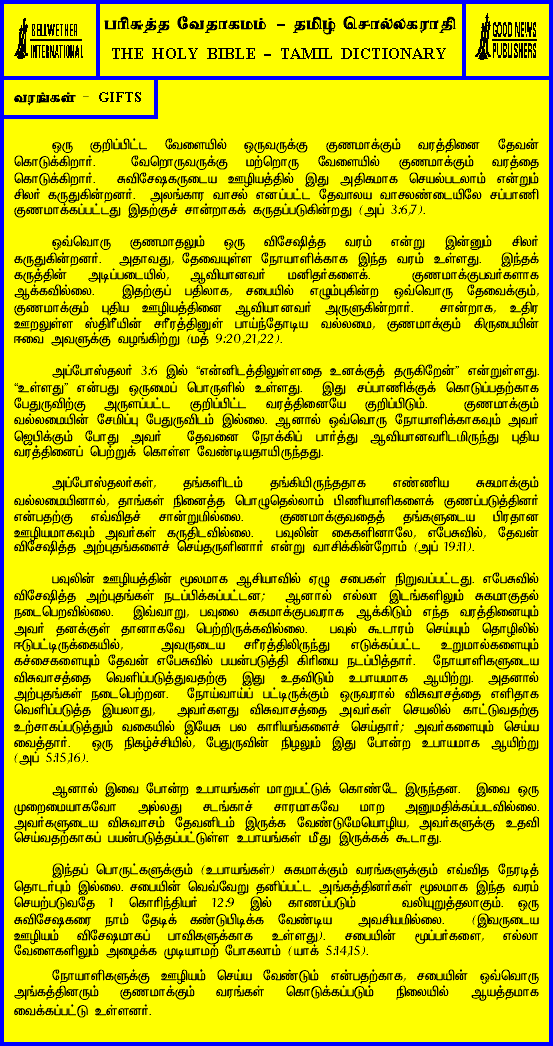 BELLWETHER
INTERNATIONAL
பரிசுத்த வேதாகமம் - தமிழ் சொல்லகராதி
THE HOLY BIBLE - TAMIL DICTIONARY
GOOD NEWS
PUBLISHERS
வரங்கள் - GIFTS
ஒரு குறிப்பிட்ட வேளையில் ஒருவருக்கு குணமாக்கும் வரத்தினை தேவன்
கொடுக்கிறார். வேறொருவருக்கு மற்றொரு வேளையில் குணமாக்கும் வரத்தை
கொடுக்கிறார். சுவிசேஷகருடைய ஊழியத்தில் இது அதிகமாக செயல்படலாம் என்றும்
சிலர் கருதுகின்றனர். அலங்கார வாசல் எனப்பட்ட தேவாலய வாசலண்டையிலே சப்பாணி
குணமாக்கப்பட்டது இதற்குச் சான்றாகக் கருதப்படுகின்றது (அப் 3:6,7).
ஒவ்வொரு குணமாதலும் ஒரு விசேஷித்த வரம் என்று இன்னும் சிலர்
கருதுகின்றனர். அதாவது, தேவையுள்ள நோயாளிக்காக இந்த வரம் உள்ளது. இந்தக்
கருத்தின் அடிப்படையில், ஆவியானவர் மனிதர்களைக். குணமாக்குபவர்களாக
ஆக்கவில்லை. இதற்குப் பதிலாக, சபையில் எழும்புகின்ற ஒவ்வொரு தேவைக்கும்,
குணமாக்கும் புதிய ஊழியத்தினை ஆவியானவர் அருளுகின்றார். சான்றாக, உதிர
ஊறலுள்ள ஸ்திரீயின் சரீரத்தினுள் பாய்ந்தோடிய வல்லமை, குணமாக்கும் கிருபையின்
ஈவை அவளுக்கு வழங்கிற்று (மத் 9:20,21,22).
அப்போஸ்தலர் 3:6 இல் “என்னிடத்திலுள்ளதை உனக்குத் தருகிறேன்” என்றுள்ளது.
“உள்ளது” என்பது ஒருமைப் பொருளில் உள்ளது. இது சப்பாணிக்குக் கொடுப்பதற்காக
பேதுருவிற்கு அருளப்பட்ட குறிப்பிட்ட வரத்தினையே குறிப்பிடும். குணமாக்கும்
வல்லமையின் சேமிப்பு பேதுருவிடம் இல்லை. ஆனால் ஒவ்வொரு நோயாளிக்காகவும் அவர்
ஜெபிக்கும் போது அவர் தேவனை நோக்கிப் பார்த்து ஆவியானவரிடமிருந்து புதிய
வரத்தினைப் பெற்றுக் கொள்ள வேண்டியதாயிருந்தது.
அப்போஸ்தலர்கள், தங்களிடம் தங்கியிருந்ததாக எண்ணிய சுகமாக்கும்
வல்லமையினால், தாங்கள் நினைத்த பொழுதெல்லாம் பிணியாளிகளைக் குணப்படுத்தினர்
என்பதற்கு எவ்விதச் சான்றுமில்லை. குணமாக்குவதைத் தங்களுடைய பிரதான
ஊழியமாகவும் அவர்கள் கருதிடவில்லை. பவுலின் கைகளினாலே, எபேசுவில், தேவன்
விசேஷித்த அற்புதங்களைச் செய்தருளினார் என்று வாசிக்கின்றோம் (அப் 19:11).
பவுலின் ஊழியத்தின் மூலமாக ஆசியாவில் ஏழு சபைகள் நிறுவப்பட்டது. எபேசுவில்
விசேஷித்த அற்புதங்கள் நடப்பிக்கப்பட்டன; ஆனால் எல்லா இடங்களிலும் சுகமாகுதல்
நடைபெறவில்லை. இவ்வாறு, பவுலை சுகமாக்குபவராக ஆக்கிடும் எந்த வரத்தினையும்
அவர் தனக்குள் தானாகவே பெற்றிருக்கவில்லை. பவுல் கூடாரம் செய்யும் தொழிலில்
ஈடுபட்டிருக்கையில், அவருடைய சரீரத்திலிருந்து எடுக்கப்பட்ட உறுமால்களையும்
கச்சைகளையும் தேவன் எபேசுவில் பயன்படுத்தி கிரியை நடப்பித்தார். நோயாளிகளுடைய
விசுவாசத்தை வெளிப்படுத்துவதற்கு இது உதவிடும் உபாயமாக ஆயிற்று. அதனால்
அற்புதங்கள் நடைபெற்றன. நோய்வாய்ப் பட்டிருக்கும் ஒருவரால் விசுவாசத்தை எளிதாக
வெளிப்படுத்த இயலாது, அவர்களது விசுவாசத்தை அவர்கள் செயலில் காட்டுவதற்கு
உற்சாகப்படுத்தும் வகையில் இயேசு பல காரியங்களைச் செய்தார்; அவர்களையும் செய்ய
வைத்தார். ஒரு நிகழ்ச்சியில், பேதுருவின் நிழலும் இது போன்ற உபாயமாக ஆயிற்று
(அப் 5:15,16).
ஆனால் இவை போன்ற உபாயங்கள் மாறுபட்டுக் கொண்டே இருந்தன. இவை ஒரு
முறைமையாகவோ அல்லது சடங்காச் சாரமாகவே மாற அனுமதிக்கப்படவில்லை.
அவர்களுடைய விசுவாசம் தேவனிடம் இருக்க வேண்டுமேயொழிய, அவர்களுக்கு உதவி
செய்வதற்காகப் பயன்படுத்தப்பட்டுள்ள உபாயங்கள் மீது இருக்கக் கூடாது.
இந்தப் பொருட்களுக்கும் (உபாயங்கள்) சுகமாக்கும் வரங்களுக்கும் எவ்வித நேரடித்
தொடர்பும் இல்லை. சபையின் வெவ்வேறு தனிப்பட்ட அங்கத்தினர்கள் மூலமாக இந்த வரம்
செயற்படுவதே 1 கொரிந்தியர் 12:9 இல் காணப்படும் வலியுறுத்தலாகும். ஒரு
சுவிசேஷகரை நாம் தேடிக் கண்டுபிடிக்க வேண்டிய அவசியமில்லை. (இவருடைய
ஊழியம் விசேஷமாகப் பாவிகளுக்காக உள்ளது). சபையின் மூப்பர்களை, எல்லா
வேளைகளிலும் அழைக்க முடியாமற் போகலாம் (யாக் 5:14,15).
நோயாளிகளுக்கு ஊழியம் செய்ய வேண்டும் என்பதற்காக, சபையின் ஒவ்வொரு
அங்கத்தினரும் குணமாக்கும் வரங்கள் கொடுக்கப்படும் நிலையில் ஆயத்தமாக
வைக்கப்பட்டு உள்ளனர்.